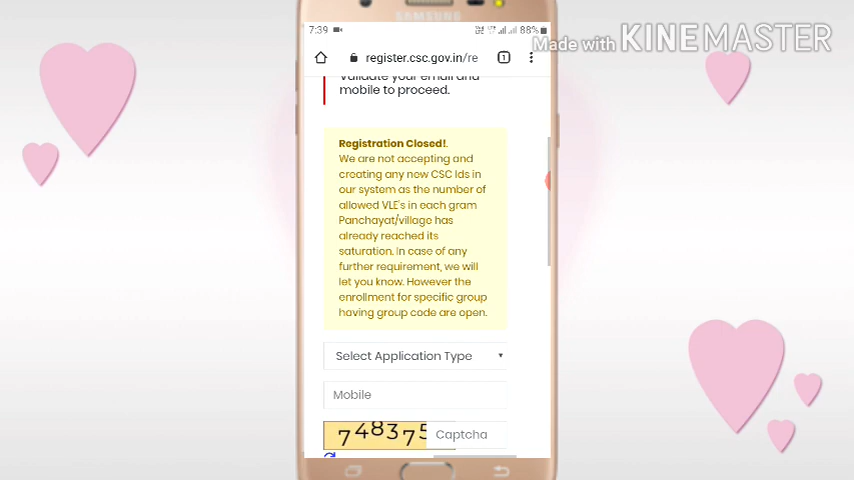 SAMSUNG
7:39
88%
Made with KINEMASTER
register.csc.gov.in/re
1
Validate your email and
mobile to proceed.
Registration Closed!.
We are not accepting and
creating any new CSC Ids in
our system as the number of
allowed VLE's in each gram
Panchayat/village has
already reached its
saturation. In case of any
further requirement, we will
let you know. However the
enrollment for specific group
having group code are open.
Select Application Type
Mobile
748375
Captcha